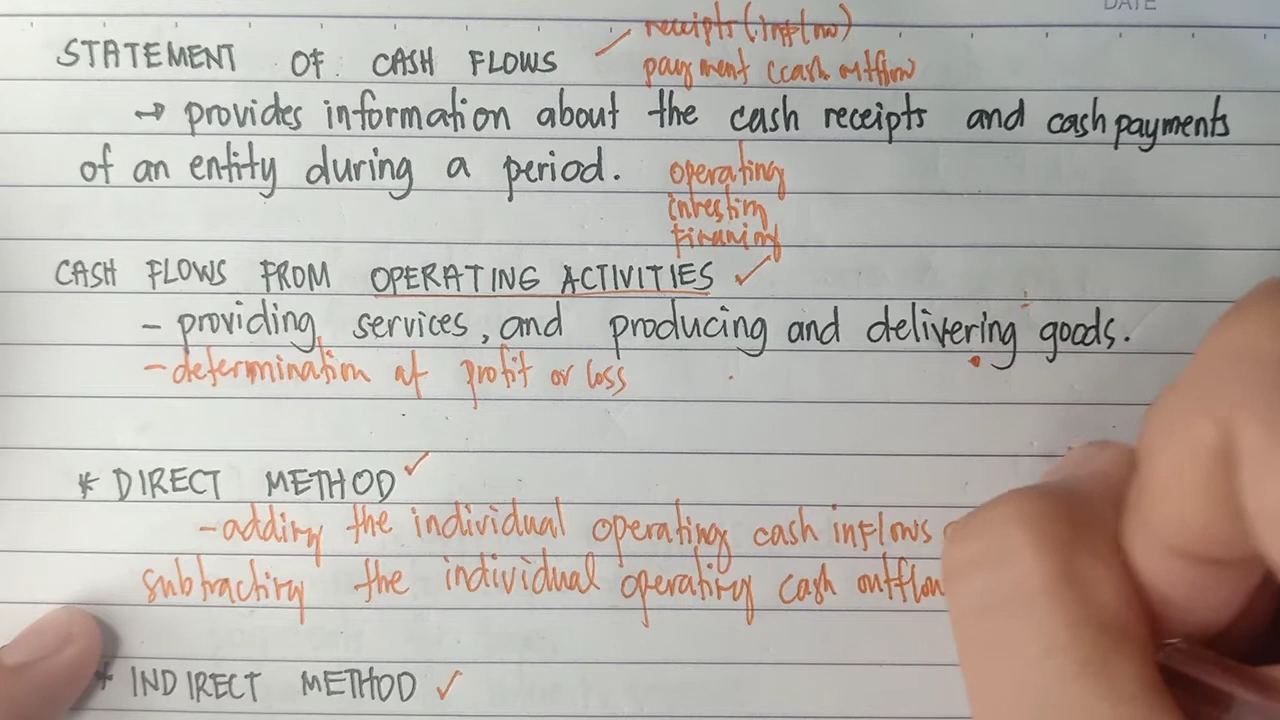 DATE
receipts (inflow)
STATEMENT OF CASH FLOWS
payment (cash outflow
→ provides information about the cash receipts and cash payments
of an entity during a period.
operating
investing
financing
CASH FLOWS FROM OPERATING ACTIVITIES ✓
- providing services, and producing and delivering goods.
- determination of profit or loss
* DIRECT METHOD ✓
- adding the individual operating cash inflows
subtracting the individual operating cash outflow
* INDIRECT METHOD ✓